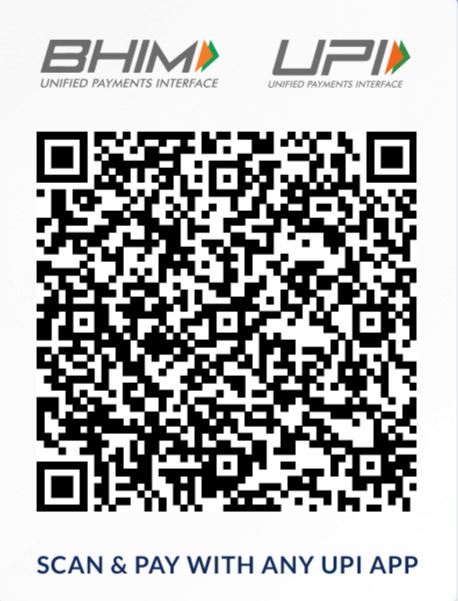 BHIM UPI
UNIFIED PAYMENTS INTERFACE UNIFIED PAYMENTS INTERFACE
SCAN & PAY WITH ANY UPI APP